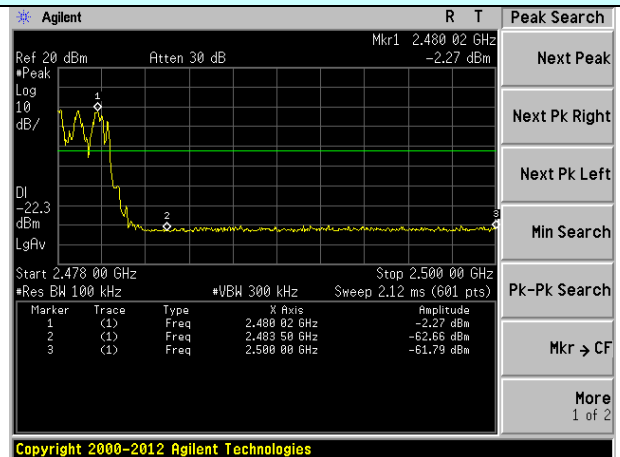 Agilent R T Peak Search
Mkr1 2.480 02 GHz
Ref 20 dBm Atten 30 dB -2.27 dBm
#Peak
Log
10
dB/
1
DI
-22.3
dBm
LgAv
2
3
Start 2.478 00 GHz Stop 2.500 00 GHz
#Res BW 100 kHz #VBW 300 kHz Sweep 2.12 ms (601 pts)
Marker Trace Type X Axis Amplitude
1 (1) Freq 2.480 02 GHz -2.27 dBm
2 (1) Freq 2.483 50 GHz -62.66 dBm
3 (1) Freq 2.500 00 GHz -61.79 dBm
Next Peak
Next Pk Right
Next Pk Left
Min Search
Pk-Pk Search
Mkr → CF
More
1 of 2
Copyright 2000-2012 Agilent Technologies